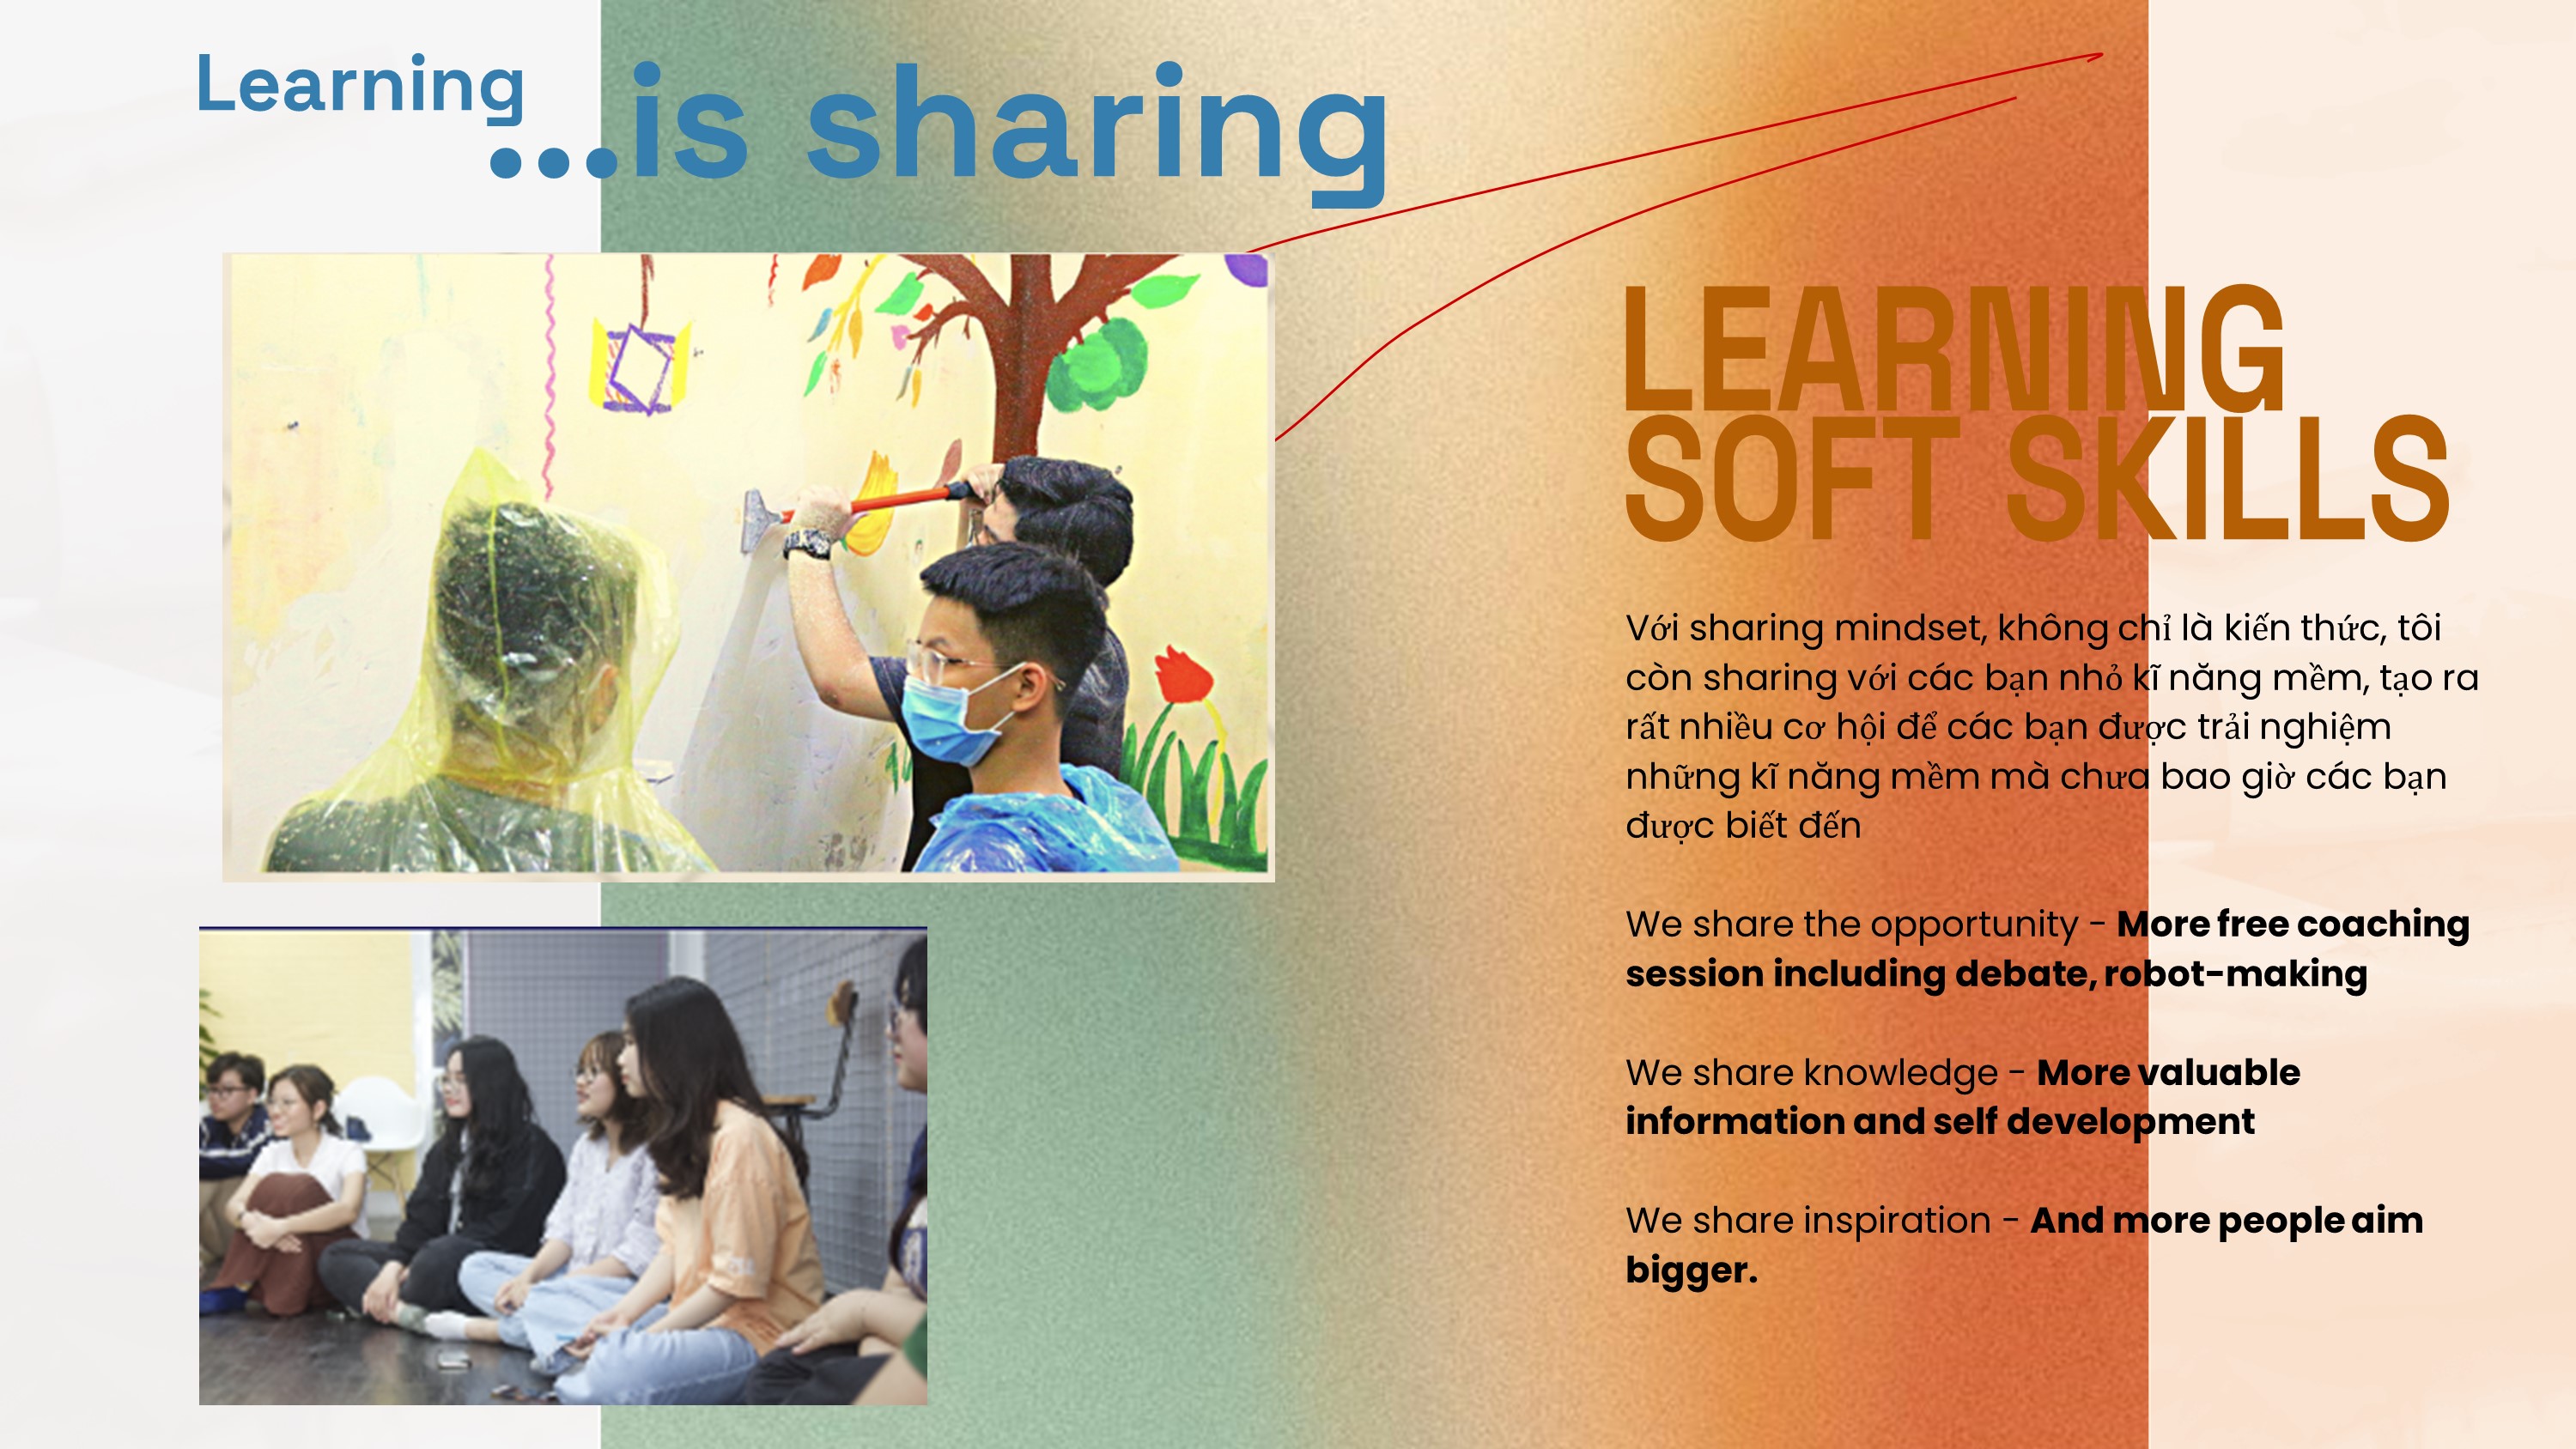 Learning
...is sharing
LEARNING
SOFT SKILLS
Với sharing mindset, không chỉ là kiến thức, tôi
còn sharing với các bạn nhỏ kĩ năng mềm, tạo ra
rất nhiều cơ hội để các bạn được trải nghiệm
những kĩ năng mềm mà chưa bao giờ các bạn
được biết đến
We share the opportunity - More free coaching
session including debate, robot-making
We share knowledge - More valuable
information and self development
We share inspiration - And more people aim
bigger.